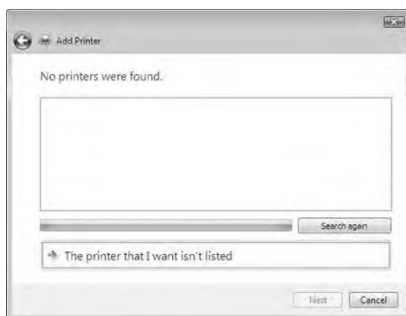 Add Printer
No printers were found.
Search again
The printer that I want isn't listed
Next Cancel